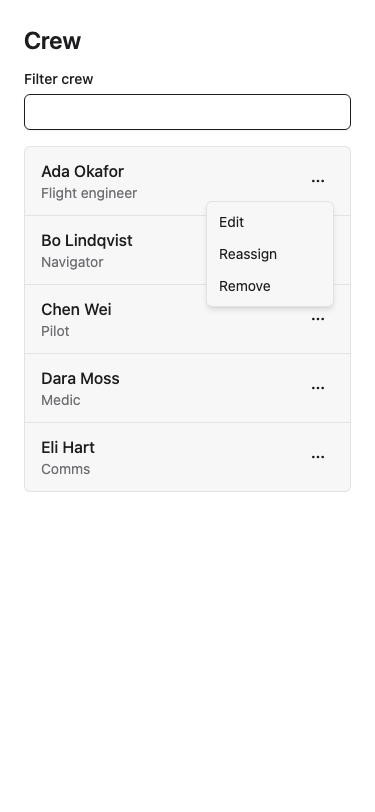 Crew
Filter crew
Ada Okafor
Flight engineer
Edit
Reassign
Remove
Bo Lindqvist
Navigator
Chen Wei
Pilot
Dara Moss
Medic
Eli Hart
Comms